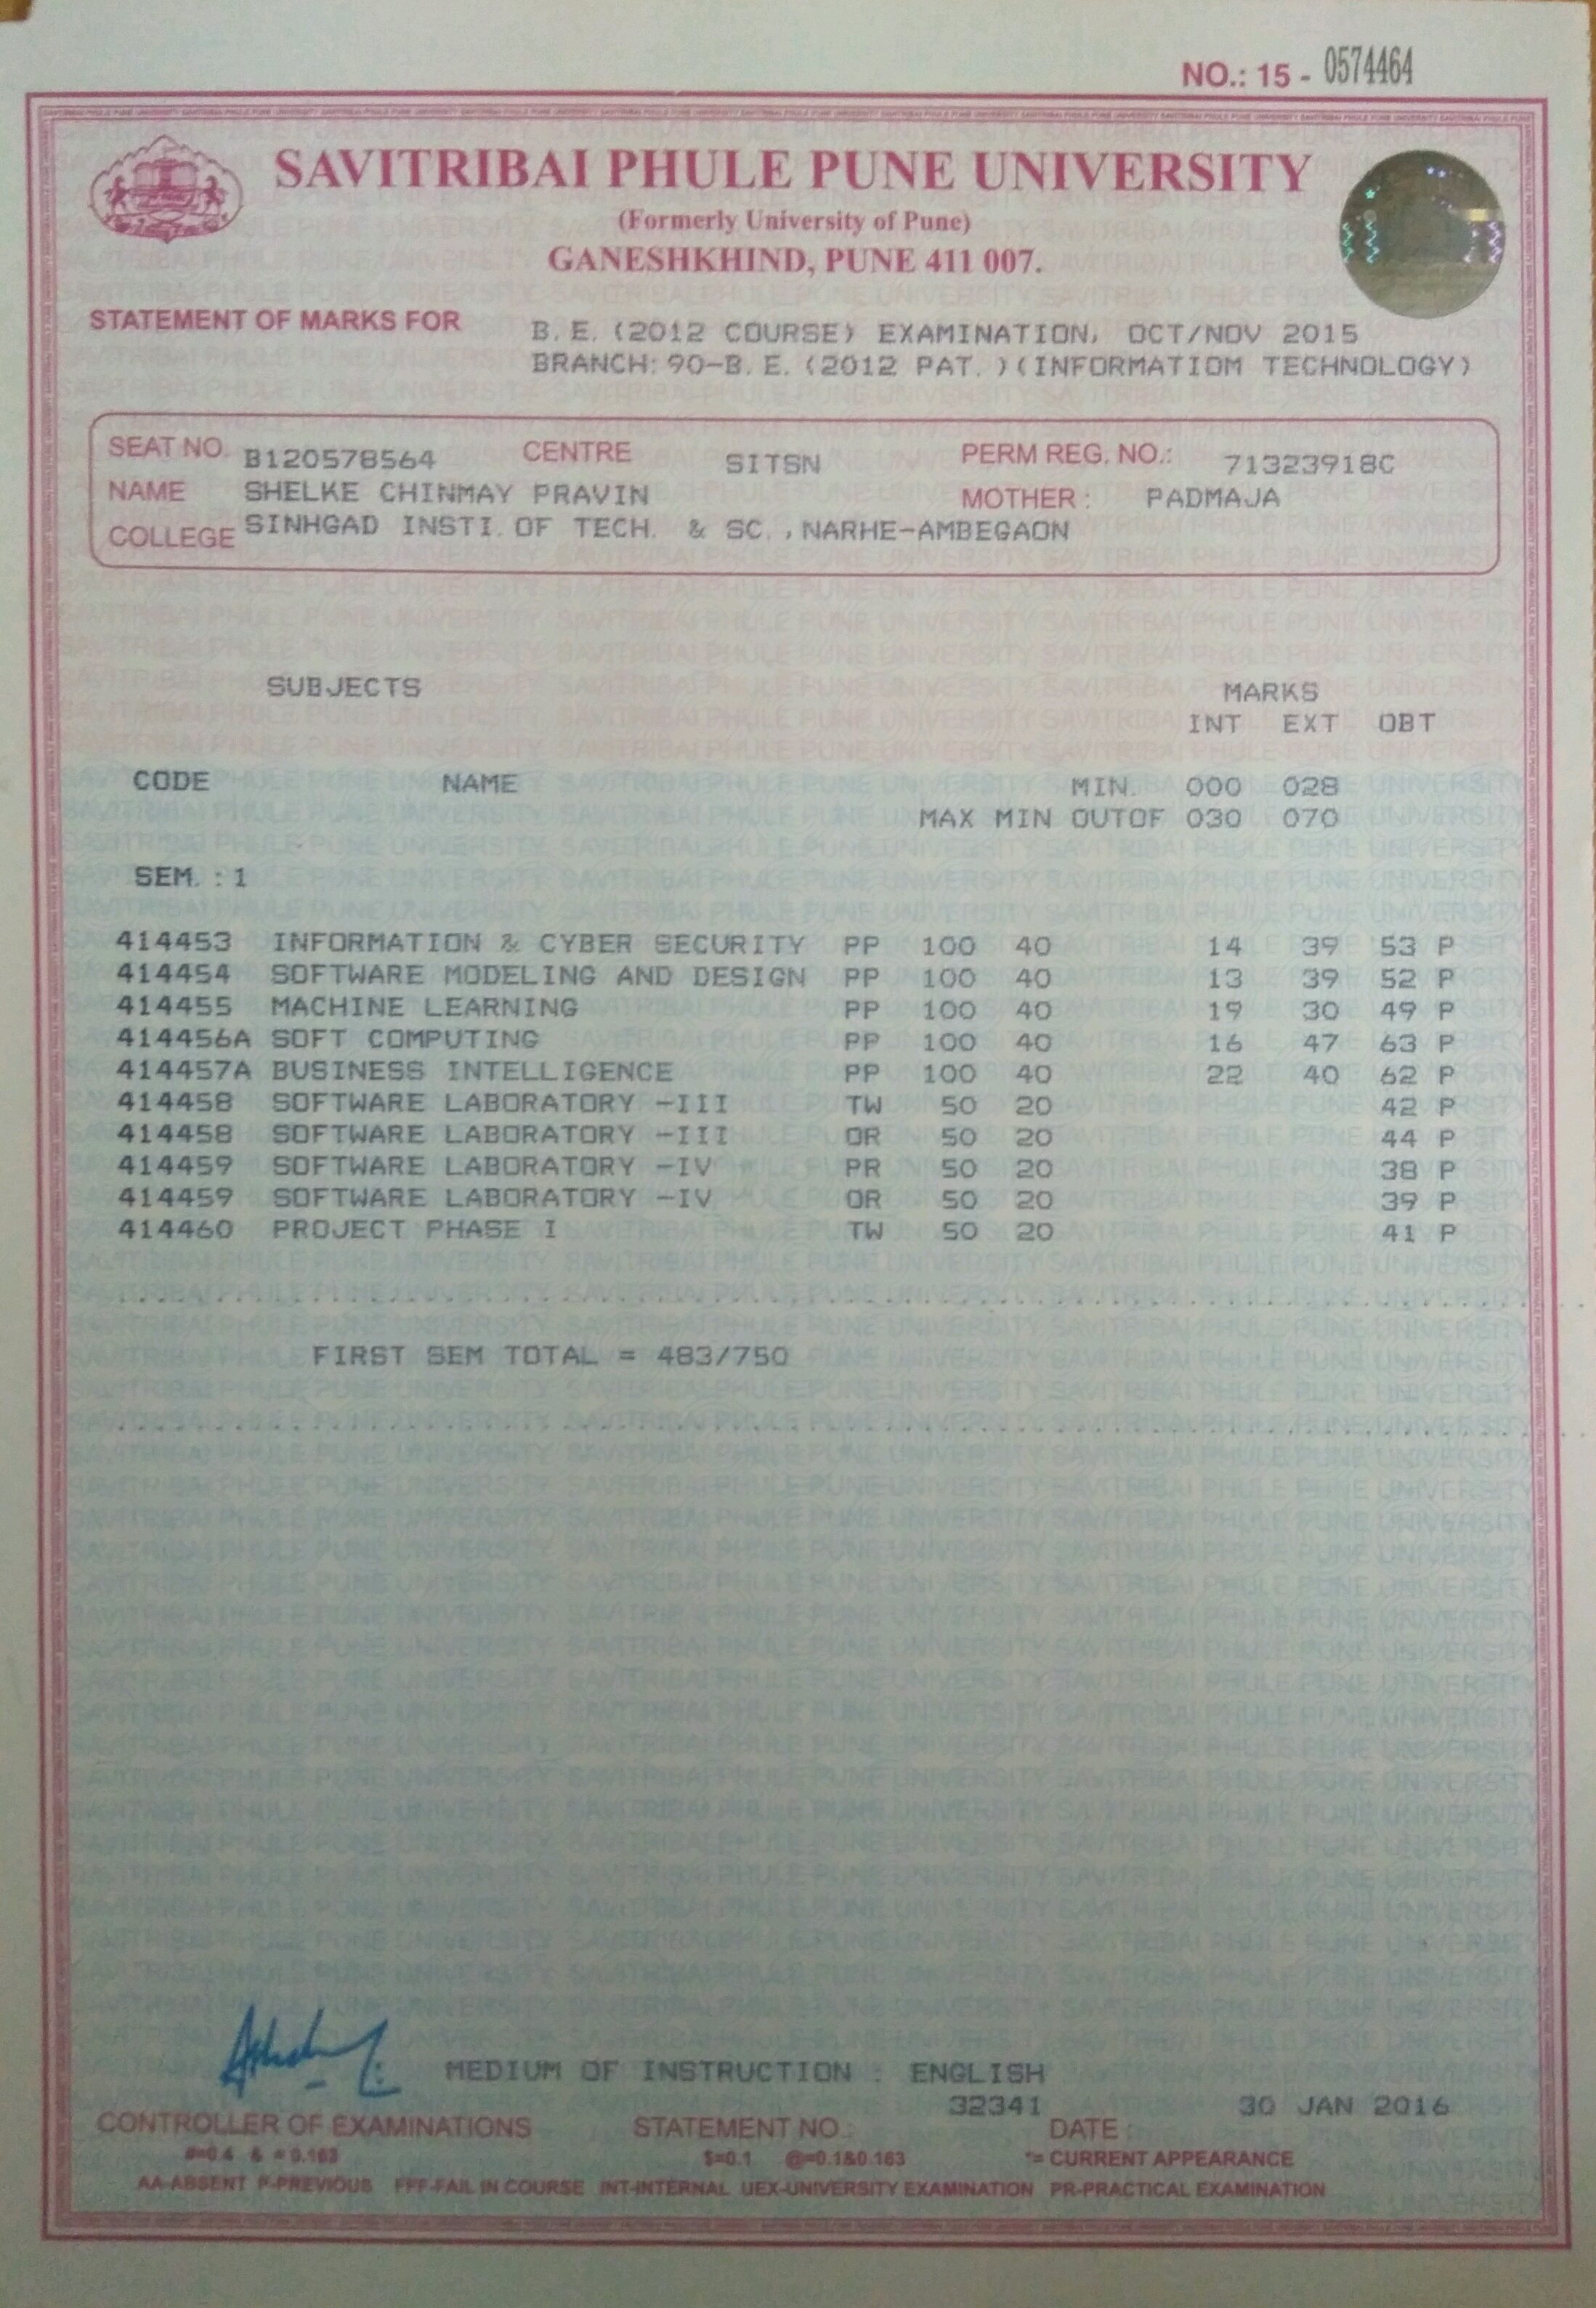 NO.: 15 - 0574464
SAVITRIBAI PHULE PUNE UNIVERSITY
(Formerly University of Pune)
GANESHKHIND, PUNE 411 007.
STATEMENT OF MARKS FOR B. E. (2012 COURSE) EXAMINATION, OCT/NOV 2015
BRANCH: 90-B. E. (2012 PAT. )(INFORMATIOM TECHNOLOGY)
SEAT NO. B120578564 CENTRE SITSN PERM REG. NO.: 71323918C
NAME SHELKE CHINMAY PRAVIN MOTHER : PADMAJA
COLLEGE SINHGAD INSTI. OF TECH. & SC. , NARHE-AMBEGAON
SUBJECTS MARKS
INT EXT OBT
CODE NAME MIN. 000 028
MAX MIN OUTOF 030 070
SEM. : 1
414453 INFORMATION & CYBER SECURITY PP 100 40 14 39 53 P
414454 SOFTWARE MODELING AND DESIGN PP 100 40 13 39 52 P
414455 MACHINE LEARNING PP 100 40 19 30 49 P
414456A SOFT COMPUTING PP 100 40 16 47 63 P
414457A BUSINESS INTELLIGENCE PP 100 40 22 40 62 P
414458 SOFTWARE LABORATORY -III TW 50 20 42 P
414458 SOFTWARE LABORATORY -III OR 50 20 44 P
414459 SOFTWARE LABORATORY -IV PR 50 20 38 P
414459 SOFTWARE LABORATORY -IV OR 50 20 39 P
414460 PROJECT PHASE I TW 50 20 41 P
FIRST SEM TOTAL = 483/750
MEDIUM OF INSTRUCTION : ENGLISH
32341 30 JAN 2016
CONTROLLER OF EXAMINATIONS STATEMENT NO.: DATE :
#=0.4 & =0.163 $=0.1 @=0.1&0.163 *= CURRENT APPEARANCE
AA-ABSENT P-PREVIOUS FFF-FAIL IN COURSE INT-INTERNAL UEX-UNIVERSITY EXAMINATION PR-PRACTICAL EXAMINATION